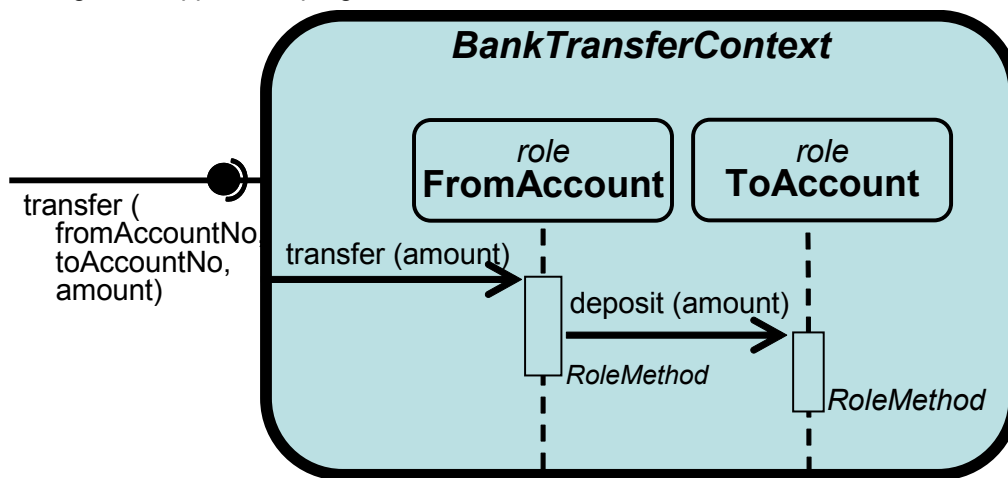 BankTransferContext
role
FromAccount
role
ToAccount
transfer (
fromAccountNo,
toAccountNo,
amount)
transfer (amount)
deposit (amount)
RoleMethod
RoleMethod